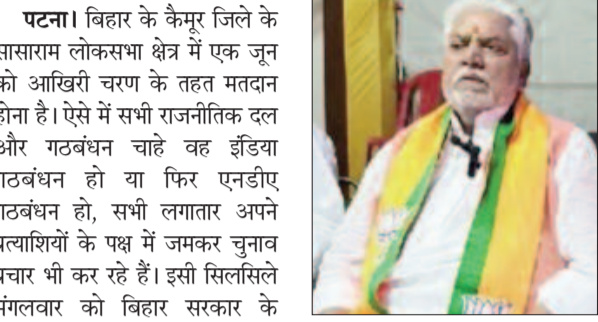 पटना। बिहार के कैमूर जिले के
सासाराम लोकसभा क्षेत्र में एक जून
को आखिरी चरण के तहत मतदान
होना है। ऐसे में सभी राजनीतिक दल
और गठबंधन चाहे वह इंडिया
गठबंधन हो या फिर एनडीए
गठबंधन हो, सभी लगातार अपने
प्रत्याशियों के पक्ष में जमकर चुनाव
प्रचार भी कर रहे हैं। इसी सिलसिले
मंगलवार को बिहार सरकार के